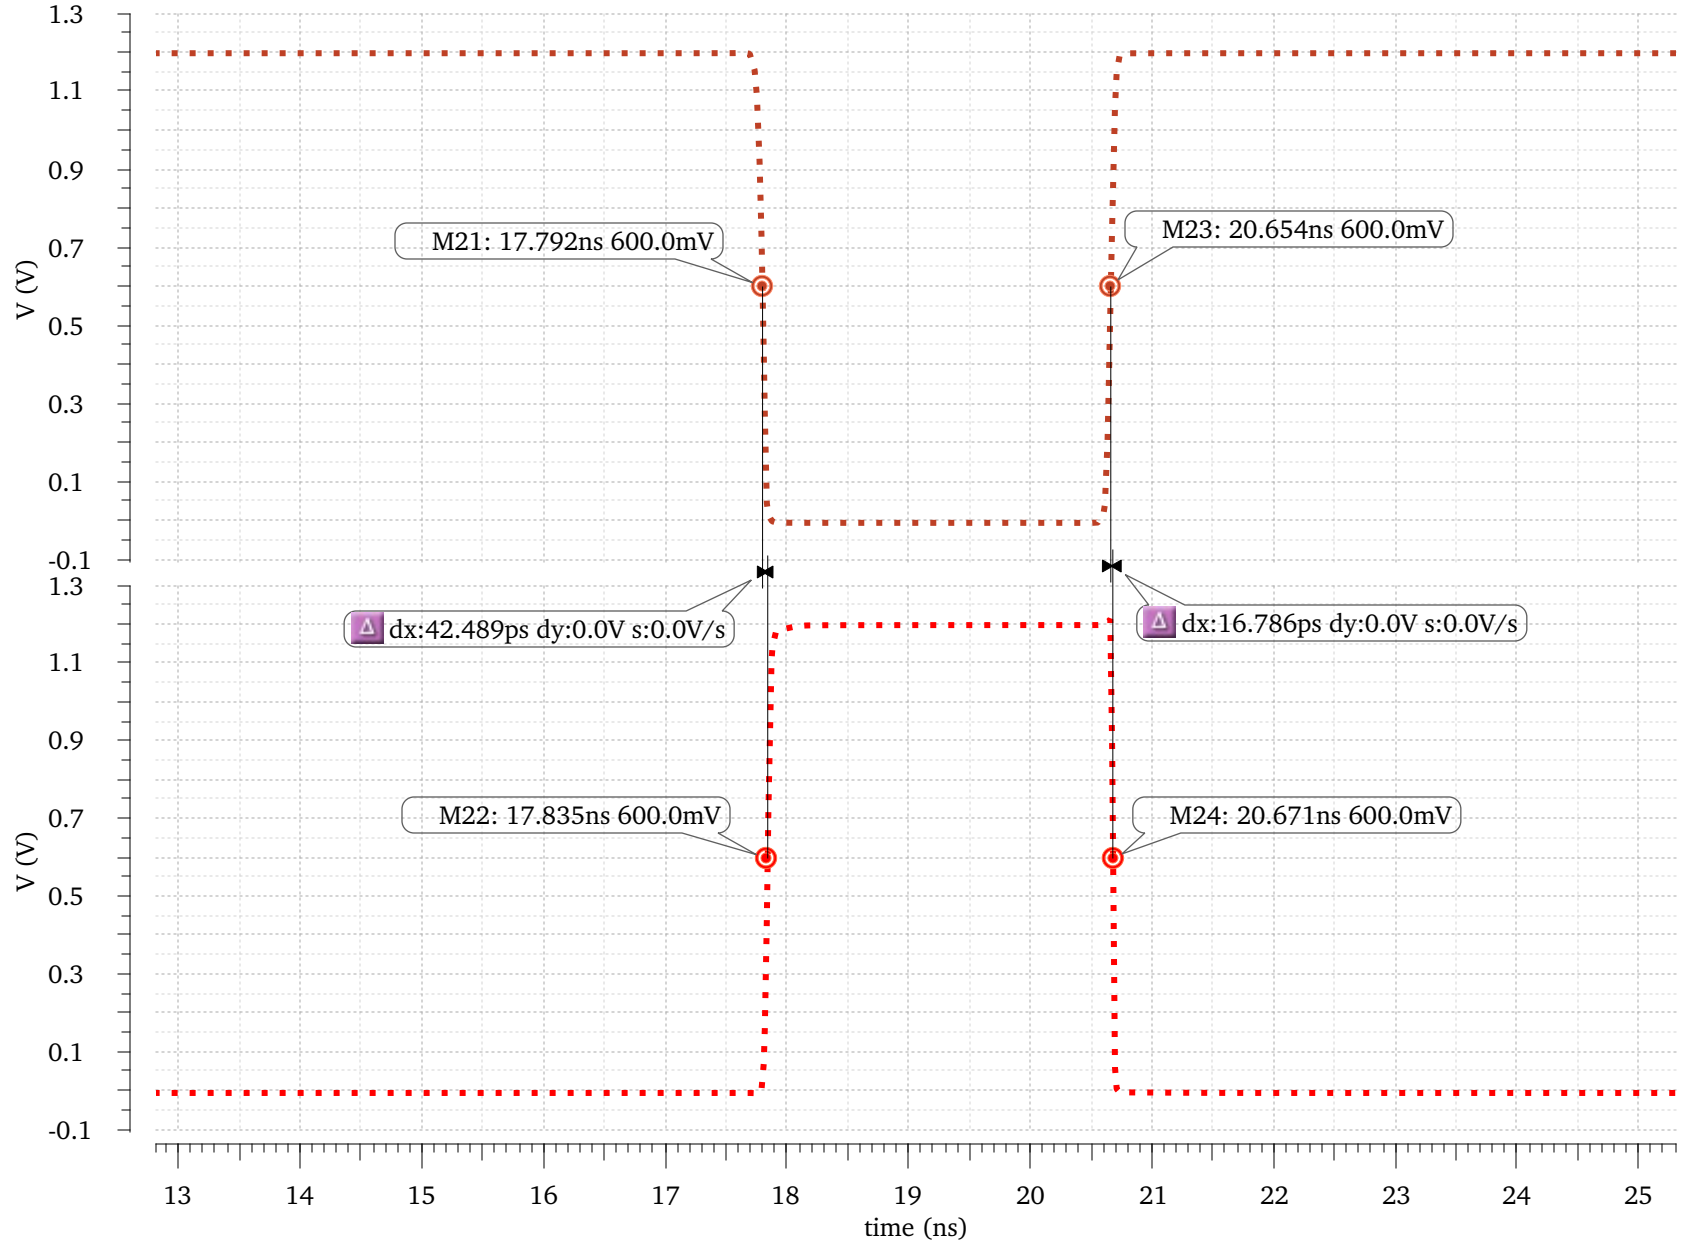 1.3
1.1
0.9
0.7
0.5
0.3
0.1
-0.1
V (V)
M21: 17.792ns 600.0mV
M23: 20.654ns 600.0mV
1.3
1.1
0.9
0.7
0.5
0.3
0.1
-0.1
V (V)
Δ dx:42.489ps dy:0.0V s:0.0V/s
Δ dx:16.786ps dy:0.0V s:0.0V/s
M22: 17.835ns 600.0mV
M24: 20.671ns 600.0mV
13 14 15 16 17 18 19 20 21 22 23 24 25
time (ns)